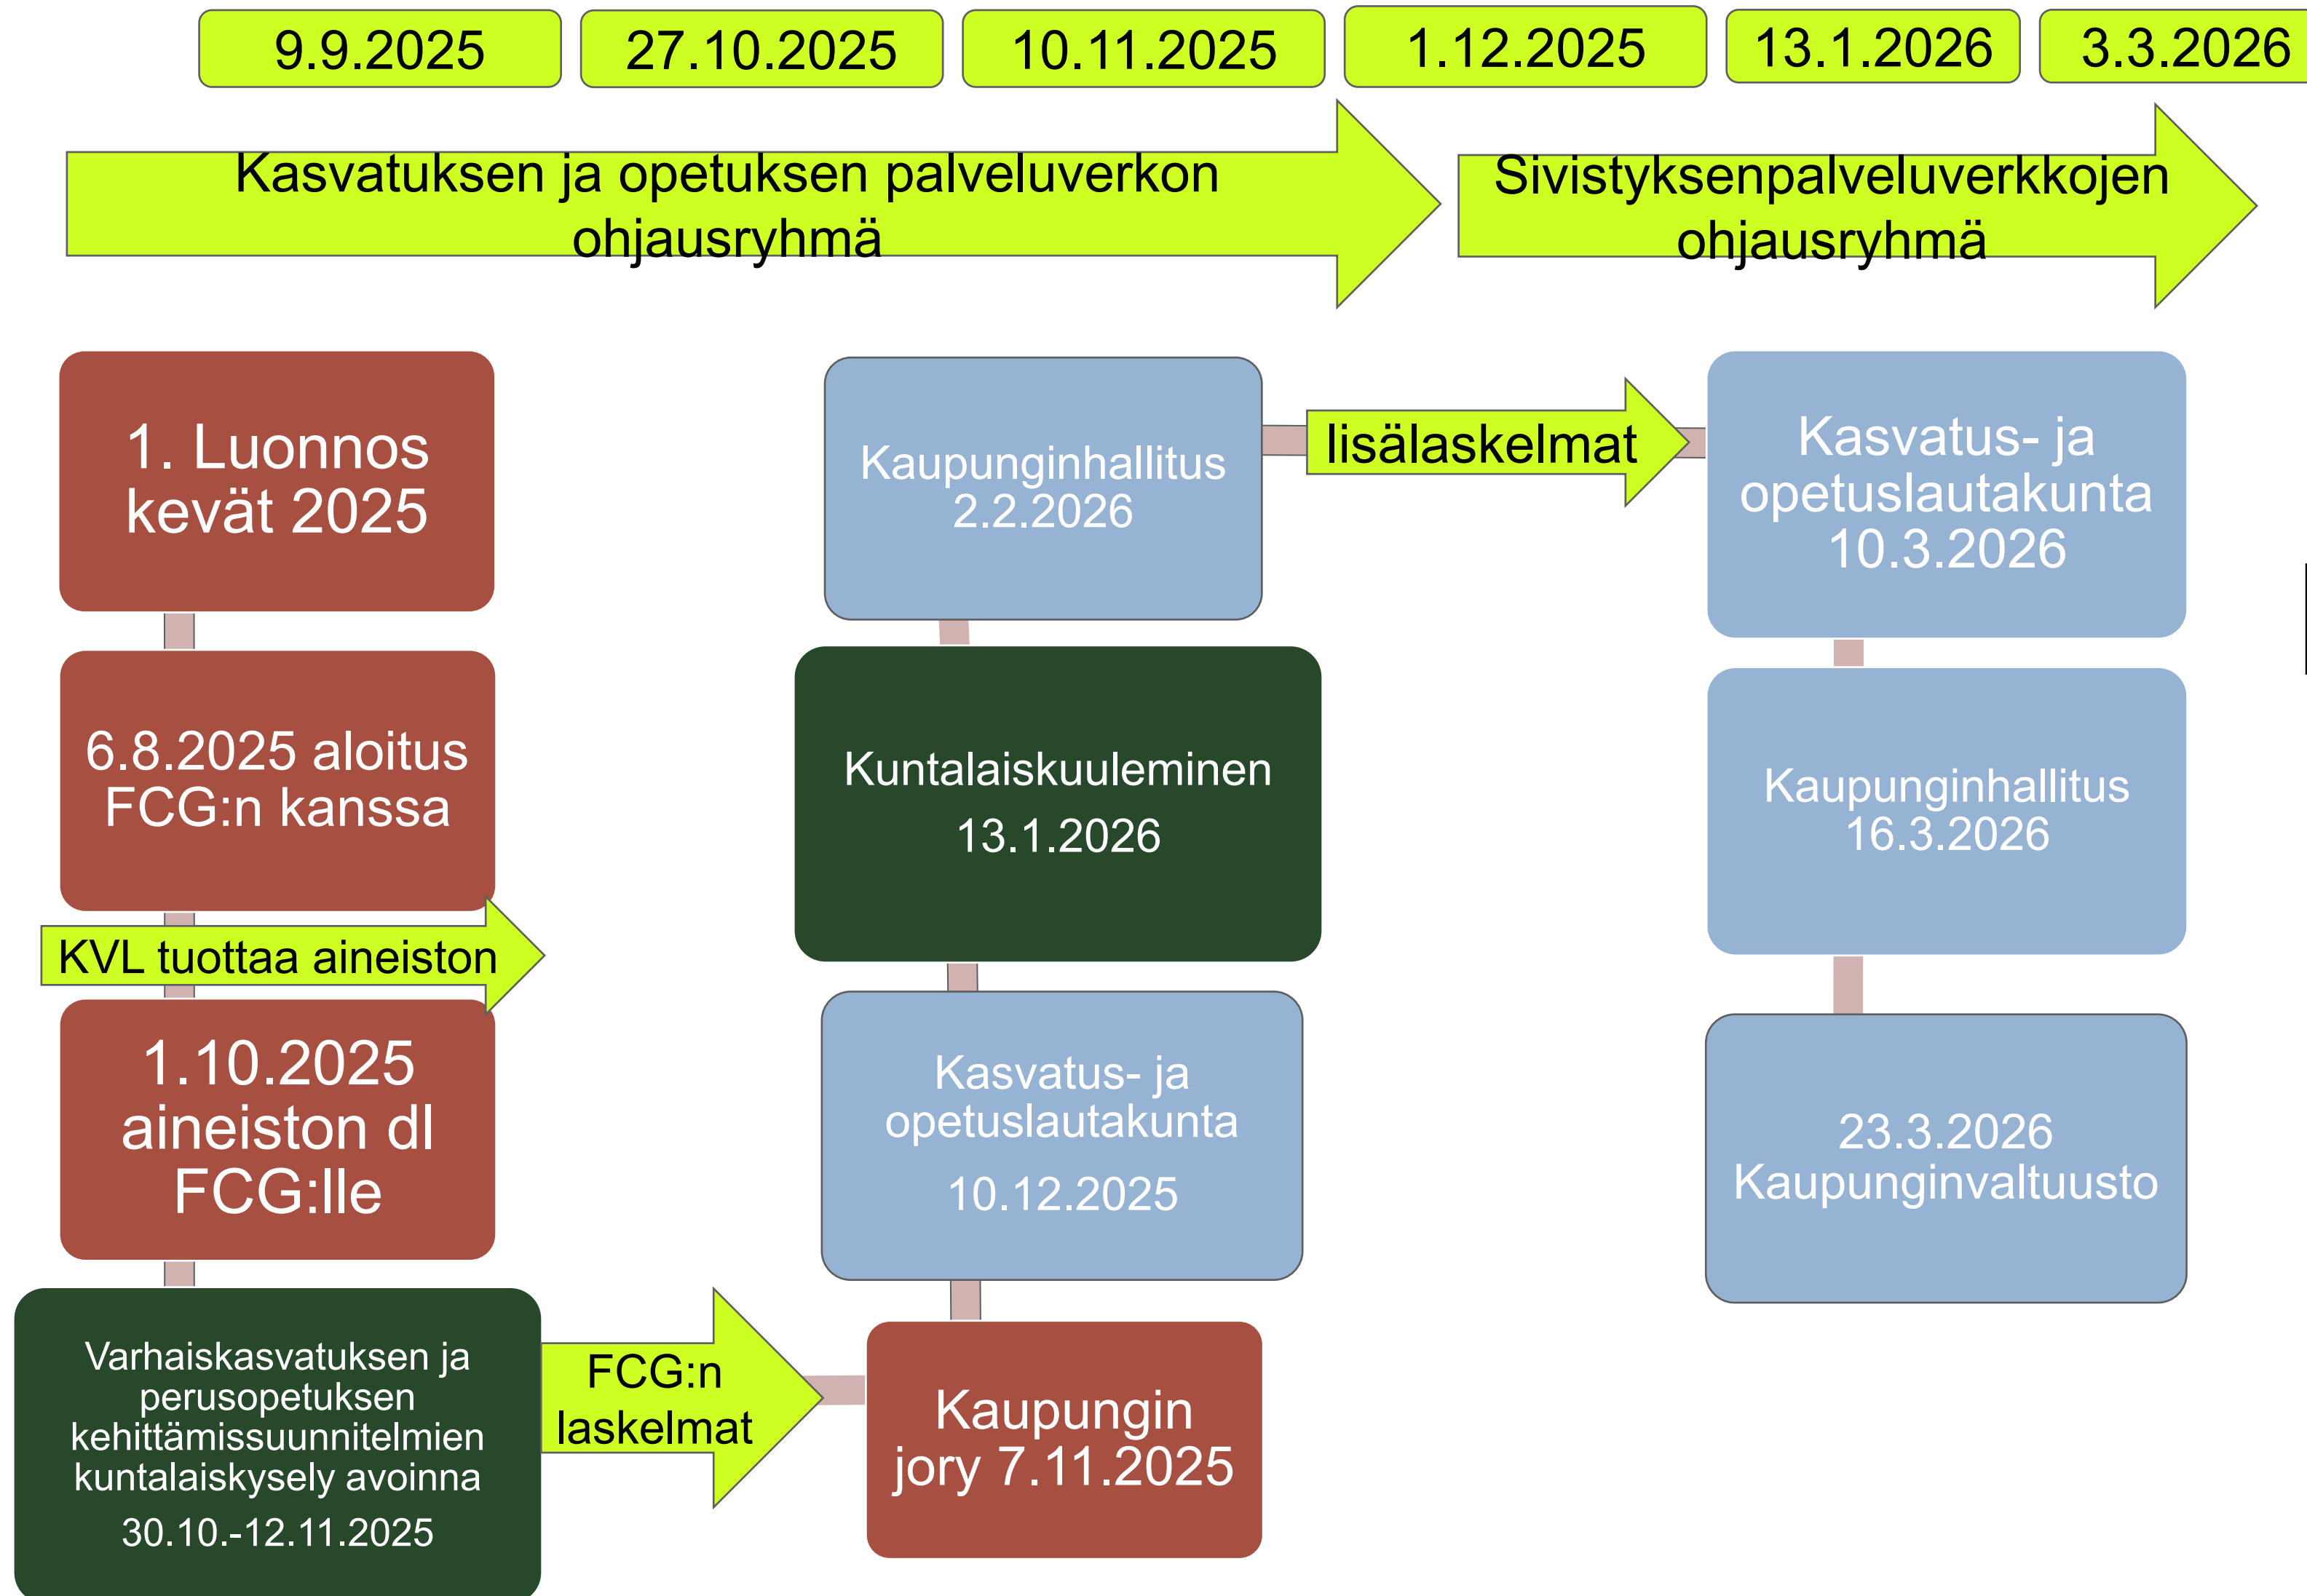 9.9.2025
27.10.2025
10.11.2025
1.12.2025
13.1.2026
3.3.2026
Kasvatuksen ja opetuksen palveluverkon
ohjausryhmä
Sivistyksenpalveluverkkojen
ohjausryhmä
1. Luonnos
kevät 2025
6.8.2025 aloitus
FCG:n kanssa
KVL tuottaa aineiston
1.10.2025
aineiston dl
FCG:lle
Varhaiskasvatuksen ja
perusopetuksen
kehittämissuunnitelmien
kuntalaiskysely avoinna
30.10.-12.11.2025
FCG:n
laskelmat
Kaupunginhallitus
2.2.2026
Kuntalaiskuuleminen
13.1.2026
Kasvatus- ja
opetuslautakunta
10.12.2025
Kaupungin
jory 7.11.2025
lisälaskelmat
Kasvatus- ja
opetuslautakunta
10.3.2026
Kaupunginhallitus
16.3.2026
23.3.2026
Kaupunginvaltuusto